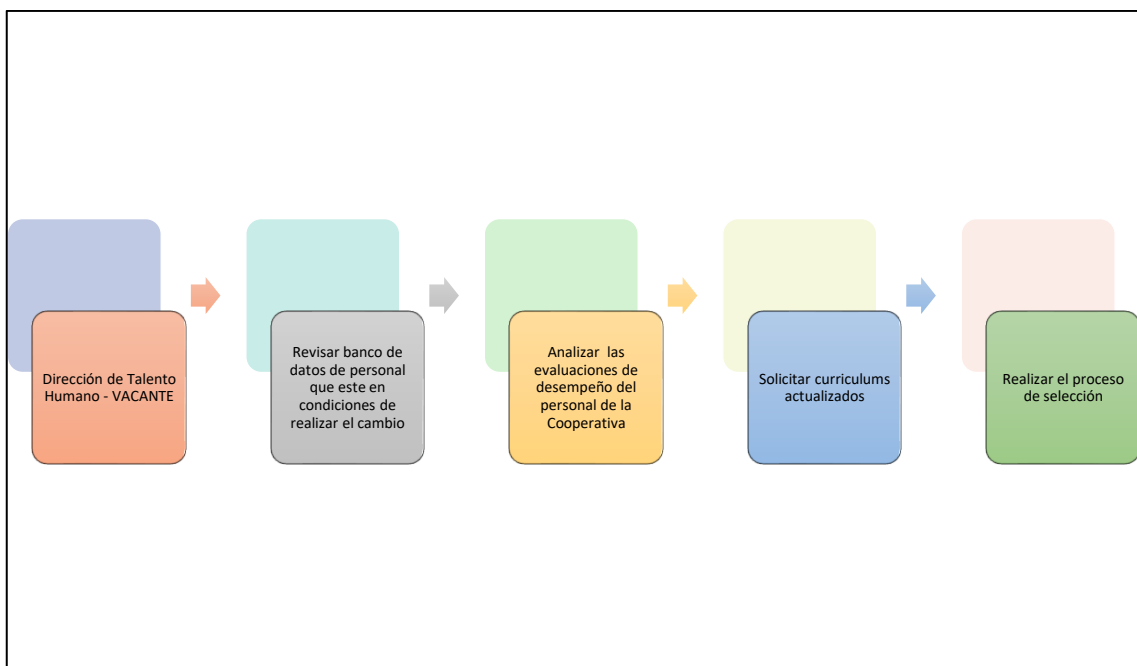 Dirección de Talento
Humano - VACANTE
Revisar banco de
datos de personal
que este en
condiciones de
realizar el cambio
Analizar las
evaluaciones de
desempeño del
personal de la
Cooperativa
Solicitar curriculums
actualizados
Realizar el proceso
de selección